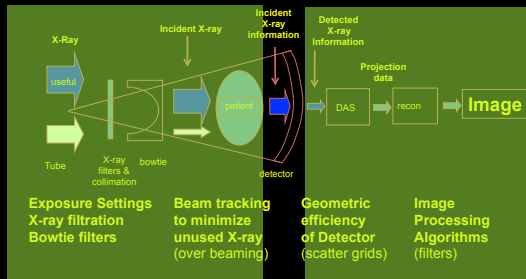 X-Ray
Incident X-ray
Incident
X-ray
information
Detected
X-ray
Information
Projection
data
useful
patient
DAS
recon
Image
Tube
X-ray
filters &
collimation
bowtie
detector
Exposure Settings
X-ray filtration
Bowtie filters
Beam tracking
to minimize
unused X-ray
(over beaming)
Geometric
efficiency
of Detector
(scatter grids)
Image
Processing
Algorithms
(filters)